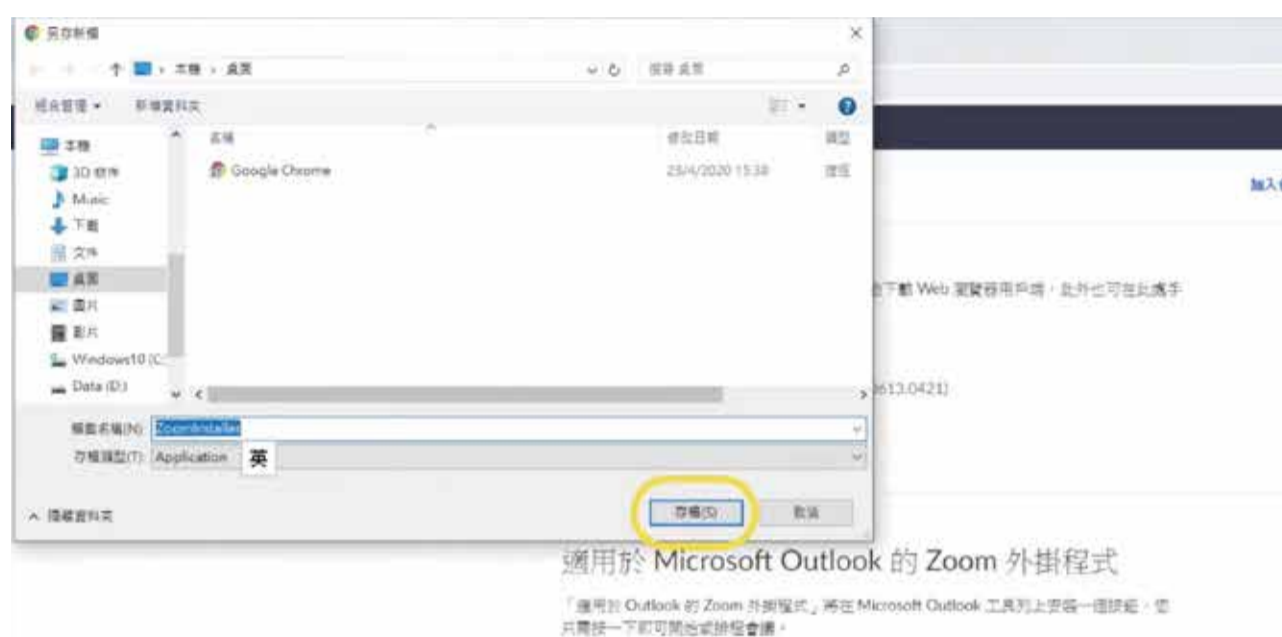 另存新檔
本機 › 桌面
搜尋 桌面
組合管理
新增資料夾
名稱
修改日期
類型
Google Chrome
23/4/2020 15:38
捷徑
本機
3D 物件
Music
下載
文件
桌面
圖片
影片
Windows10 (C:
Data (D:)
檔案名稱(N):
ZoomInstaller
存檔類型(T):
Application
英
隱藏資料夾
存檔(S)
取消
加入
下載 Web 瀏覽器用戶端，此外也可在此處手
0613.0421)
適用於 Microsoft Outlook 的 Zoom 外掛程式
「適用於 Outlook 的 Zoom 外掛程式」將在 Microsoft Outlook 工具列上安裝一個按鈕，您
只需按一下即可開始或排程會議。